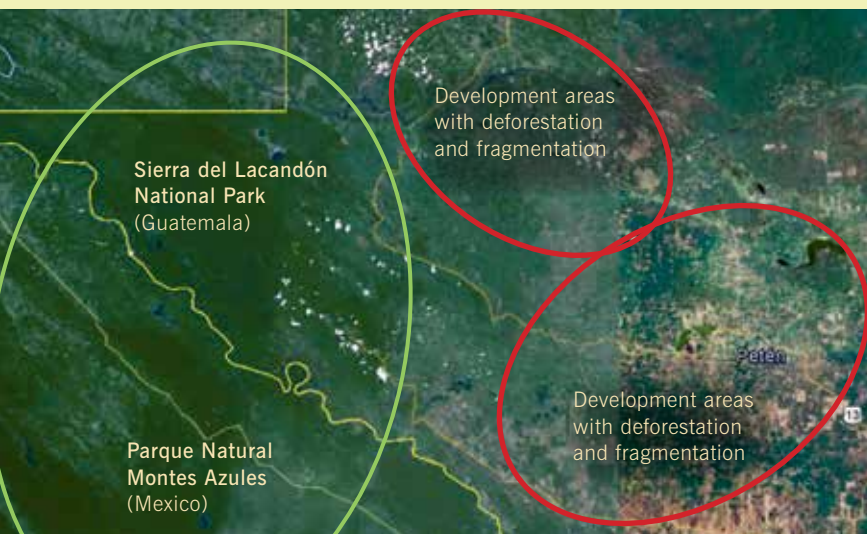 Development areas
with deforestation
and fragmentation
Sierra del Lacandón
National Park
(Guatemala)
Petén
Development areas
with deforestation
and fragmentation
13
Parque Natural
Montes Azules
(Mexico)